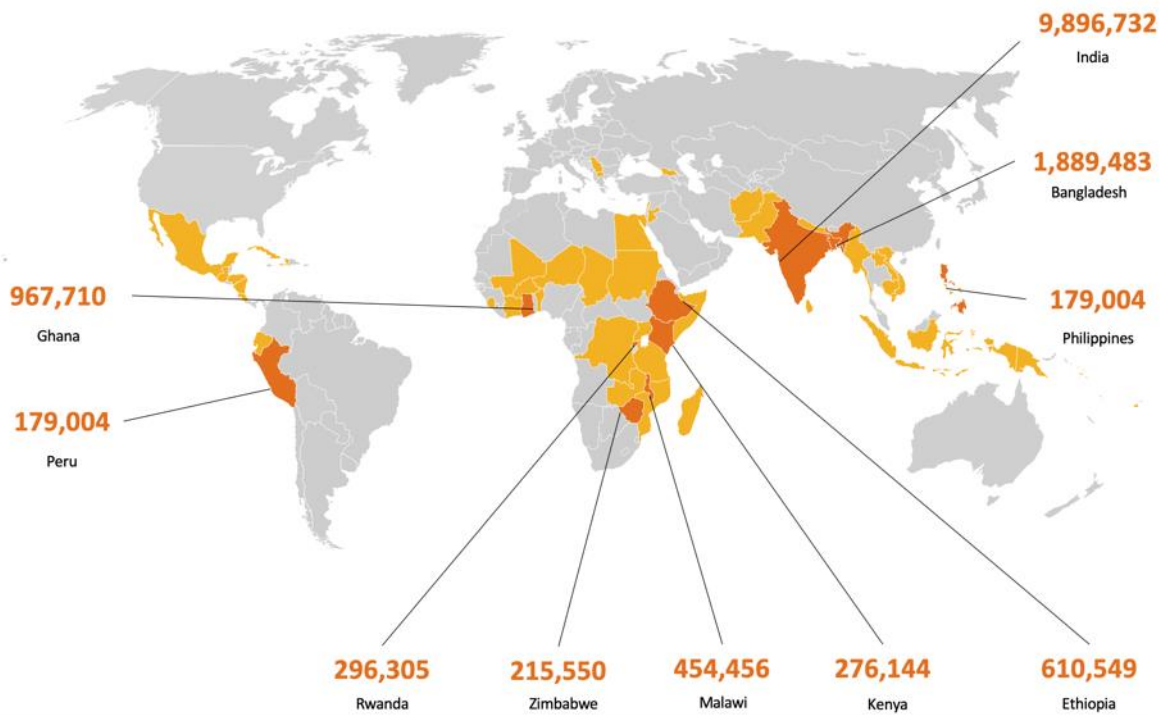 9,896,732
India
1,889,483
Bangladesh
967,710
Ghana
179,004
Philippines
179,004
Peru
296,305
Rwanda
215,550
Zimbabwe
454,456
Malawi
276,144
Kenya
610,549
Ethiopia